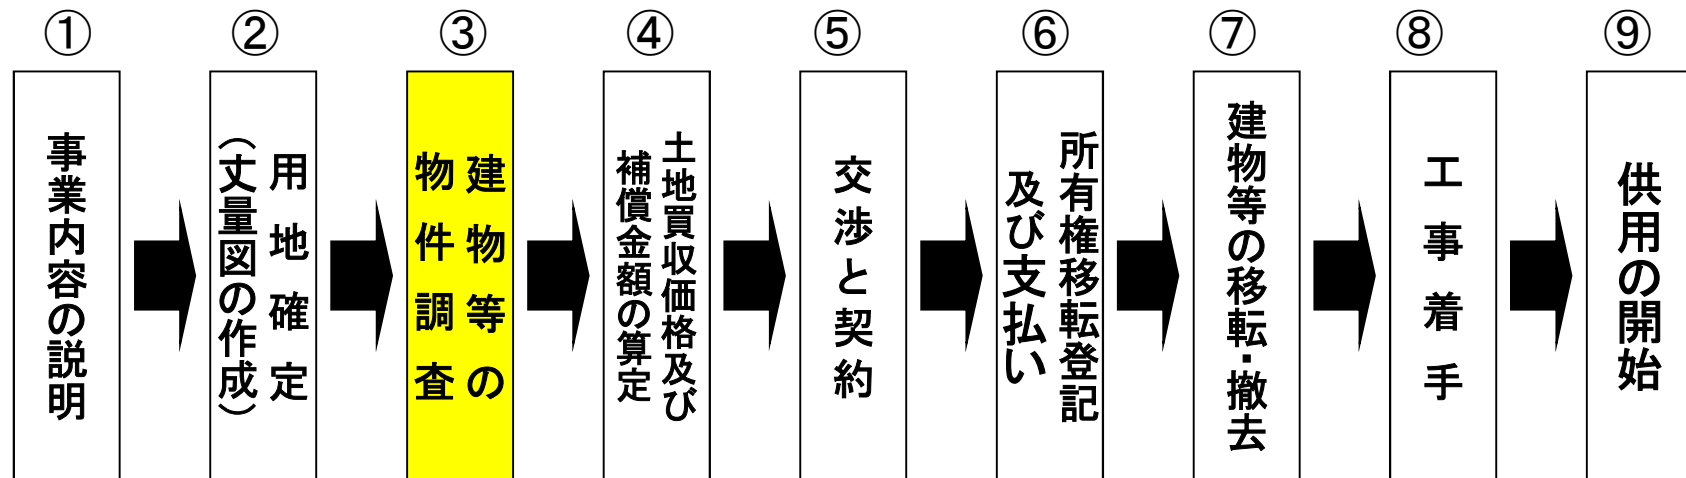 ①
事業内容の説明
②
用地確定
（丈量図の作成）
③
建物等の
物件調査
④
土地買収価格及び
補償金額の算定
⑤
交渉と契約
⑥
所有権移転登記
及び支払い
⑦
建物等の移転・撤去
⑧
工事着手
⑨
供用の開始